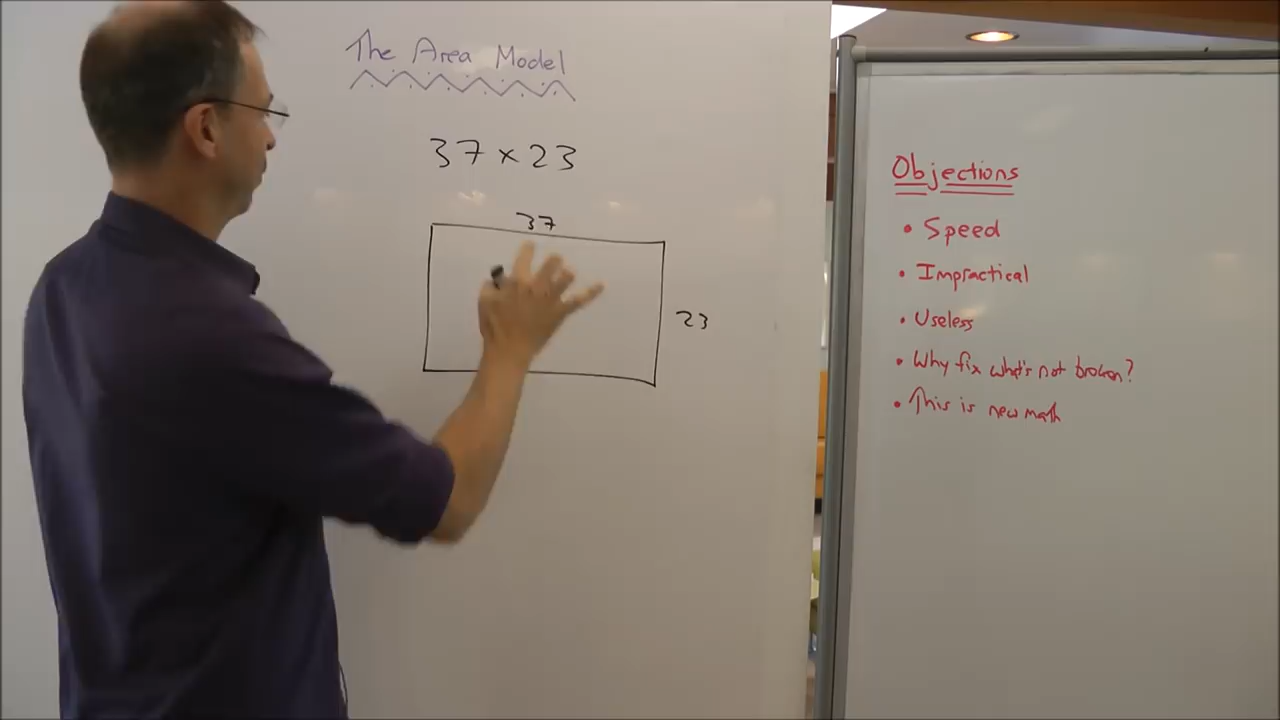 The Area Model
37 × 23
37
23
Objections
• Speed
• Impractical
• Useless
• Why fix what's not broken?
• This is new math